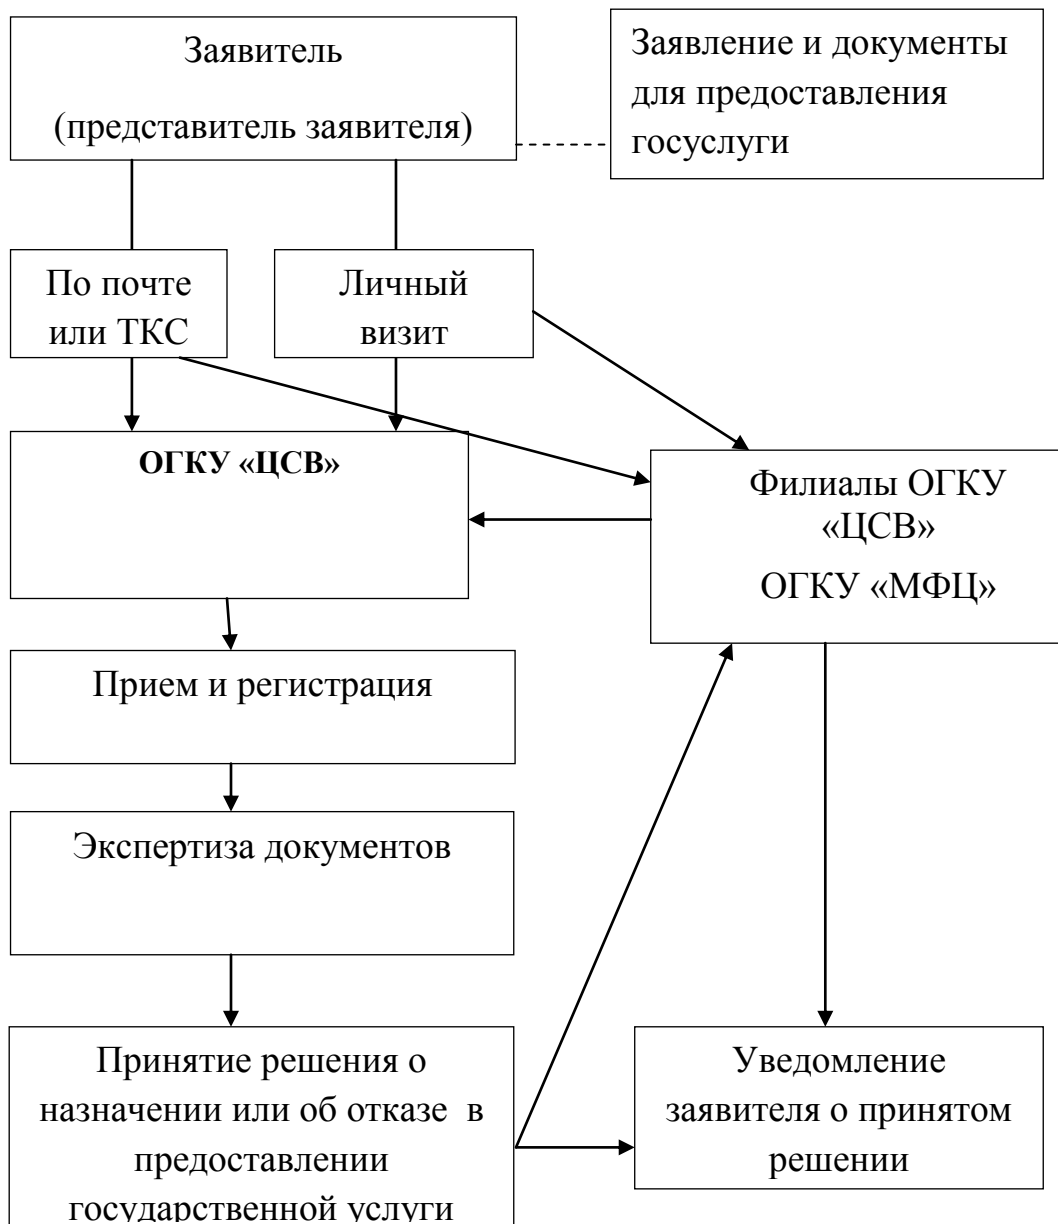 Заявитель
(представитель заявителя)
Заявление и документы
для предоставления
госуслуги
По почте
или ТКС
Личный
визит
ОГКУ «ЦСВ»
Филиалы ОГКУ
«ЦСВ»
ОГКУ «МФЦ»
Прием и регистрация
Экспертиза документов
Принятие решения о
назначении или об отказе в
предоставлении
государственной услуги
Уведомление
заявителя о принятом
решении